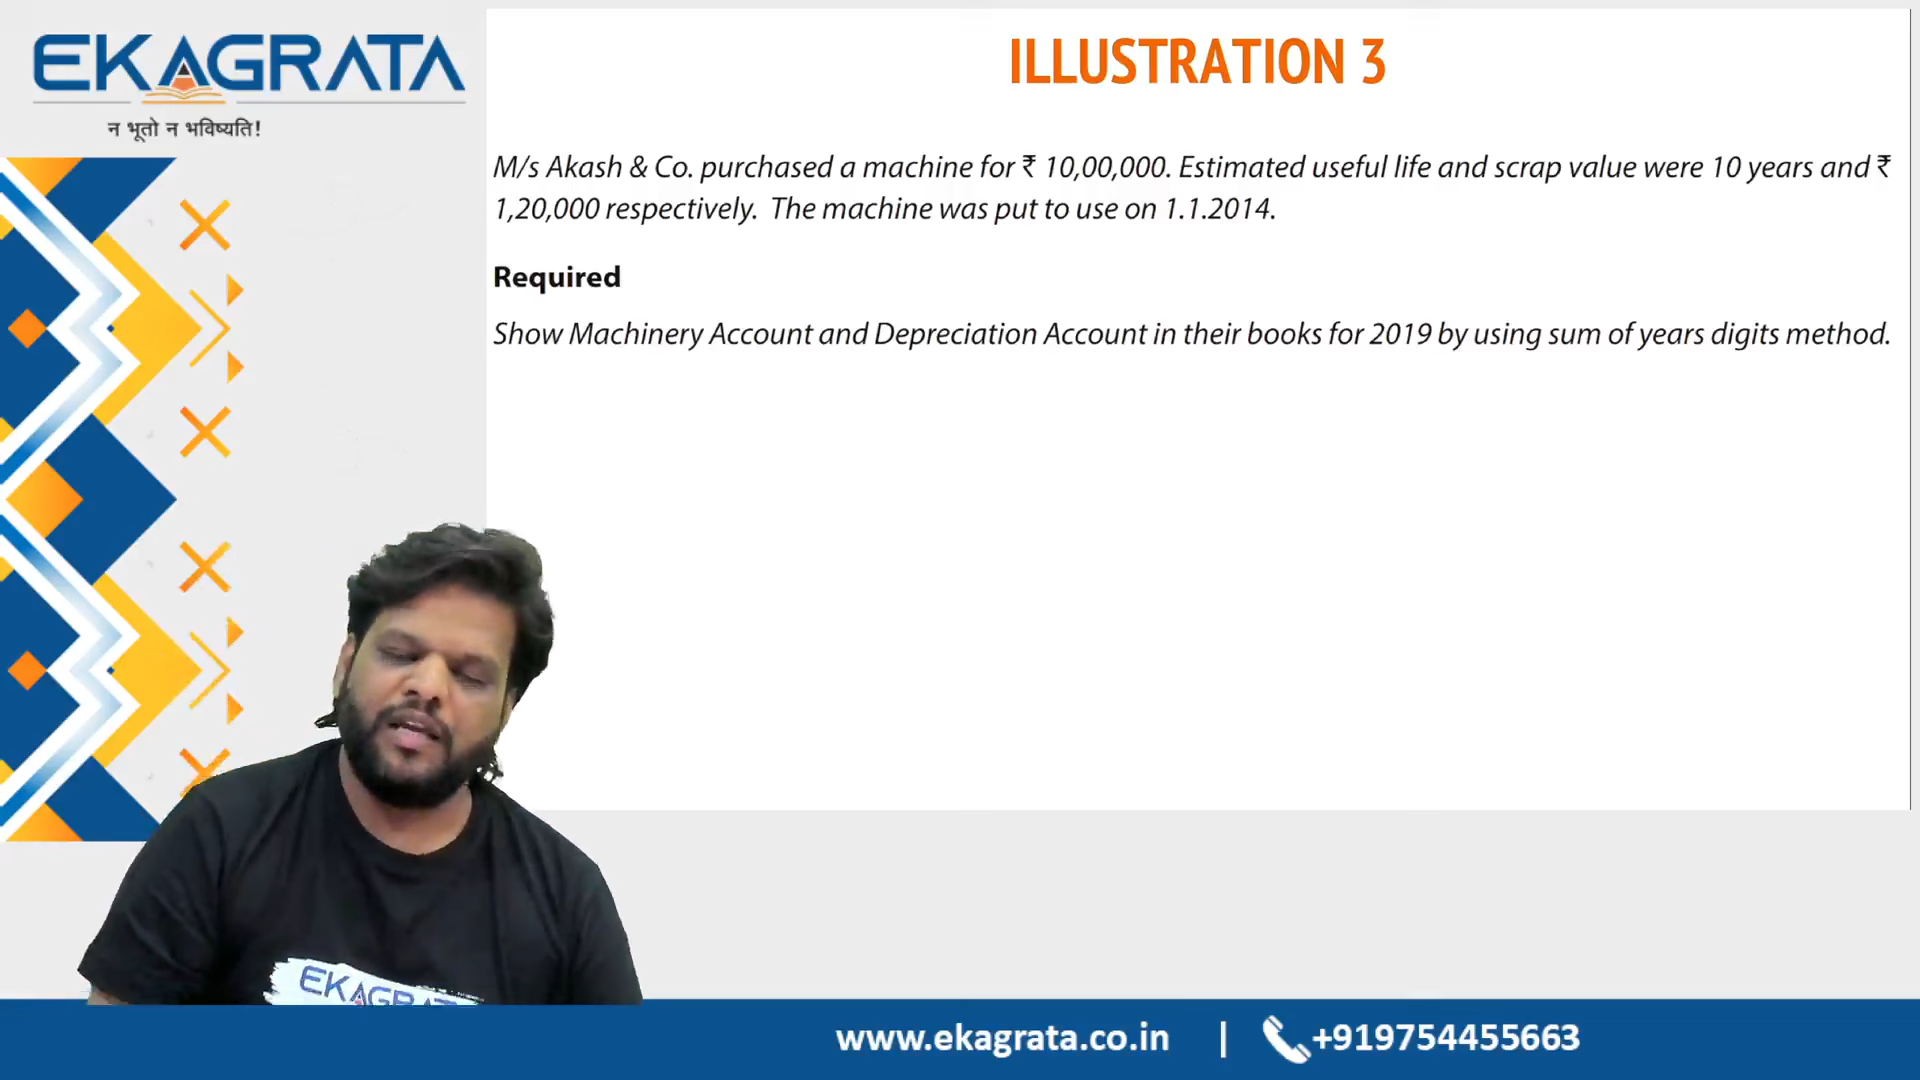 EKAGRATA
न भूतो न भविष्यति!
ILLUSTRATION 3
M/s Akash & Co. purchased a machine for ₹ 10,00,000. Estimated useful life and scrap value were 10 years and ₹
1,20,000 respectively. The machine was put to use on 1.1.2014.
Required
Show Machinery Account and Depreciation Account in their books for 2019 by using sum of years digits method.
EKAGRATA
www.ekagrata.co.in | +919754455663